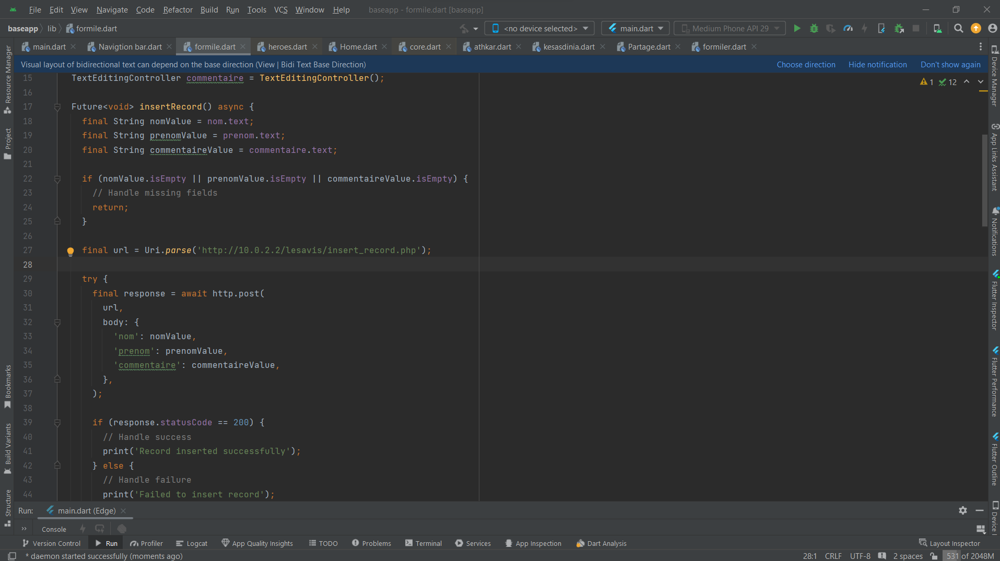 File Edit View Navigate Code Refactor Build Run Tools VCS Window Help baseapp - formile.dart [baseapp]
baseapp lib formile.dart <no device selected> main.dart Medium Phone API 29
main.dart Navigtion bar.dart formile.dart heroes.dart Home.dart core.dart athkar.dart kesasdinia.dart Partage.dart formiler.dart
Visual layout of bidirectional text can depend on the base direction (View | Bidi Text Base Direction) Choose direction Hide notification Don't show again
1 12
15 TextEditingController commentaire = TextEditingController();
16
17 Future<void> insertRecord() async {
18 final String nomValue = nom.text;
19 final String prenomValue = prenom.text;
20 final String commentaireValue = commentaire.text;
21
22 if (nomValue.isEmpty || prenomValue.isEmpty || commentaireValue.isEmpty) {
23 // Handle missing fields
24 return;
25 }
26
27 final url = Uri.parse('http://10.0.2.2/lesavis/insert_record.php');
28
29 try {
30 final response = await http.post(
31 url,
32 body: {
33 'nom': nomValue,
34 'prenom': prenomValue,
35 'commentaire': commentaireValue,
36 },
37 );
38
39 if (response.statusCode == 200) {
40 // Handle success
41 print('Record inserted successfully');
42 } else {
43 // Handle failure
44 print('Failed to insert record');
Resource Manager
Project
Bookmarks
Build Variants
Structure
Device Manager
App Links Assistant
Notifications
Flutter Inspector
Flutter Performance
Flutter Outline
Device
Run: main.dart (Edge)
Console
Version Control Run Profiler Logcat App Quality Insights TODO Problems Terminal Services App Inspection Dart Analysis Layout Inspector
* daemon started successfully (moments ago) 28:1 CRLF UTF-8 2 spaces 531 of 2048M